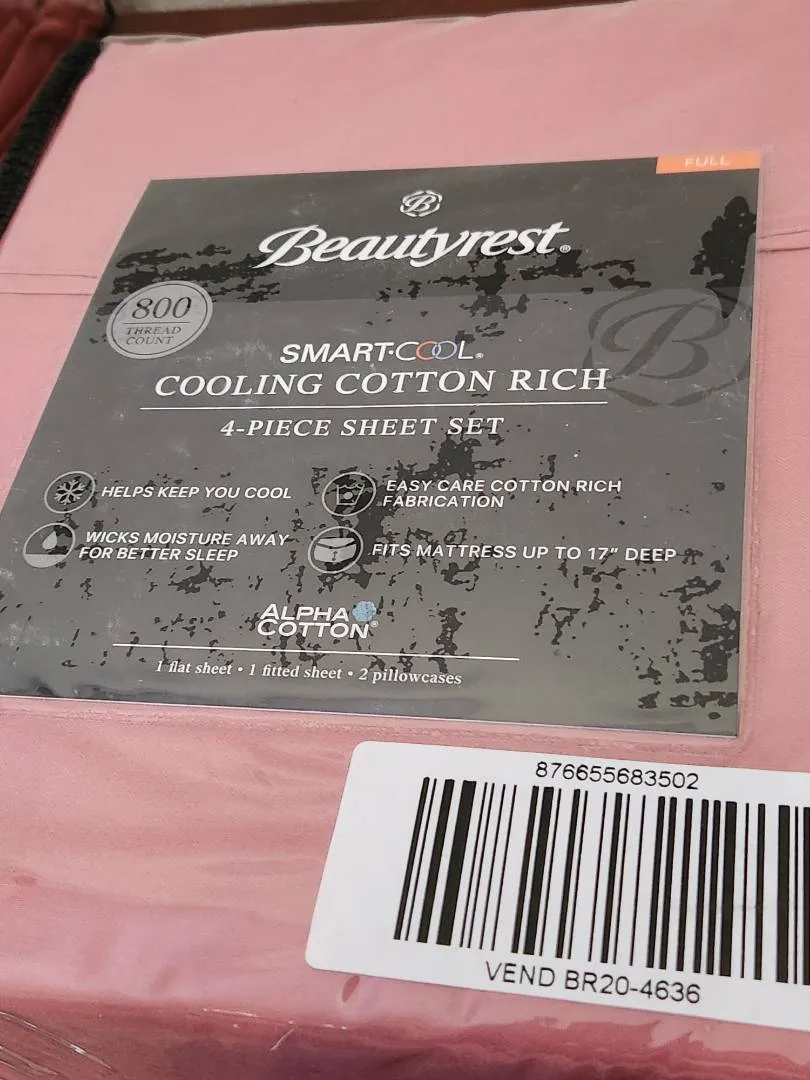 FULL
B
Beautyrest®
800
THREAD
COUNT
B
SMART·COOL®
COOLING COTTON RICH
4-PIECE SHEET SET
HELPS KEEP YOU COOL
EASY CARE COTTON RICH
FABRICATION
WICKS MOISTURE AWAY
FOR BETTER SLEEP
FITS MATTRESS UP TO 17" DEEP
ALPHA
COTTON®
1 flat sheet • 1 fitted sheet • 2 pillowcases
876655683502
VEND BR20-4636